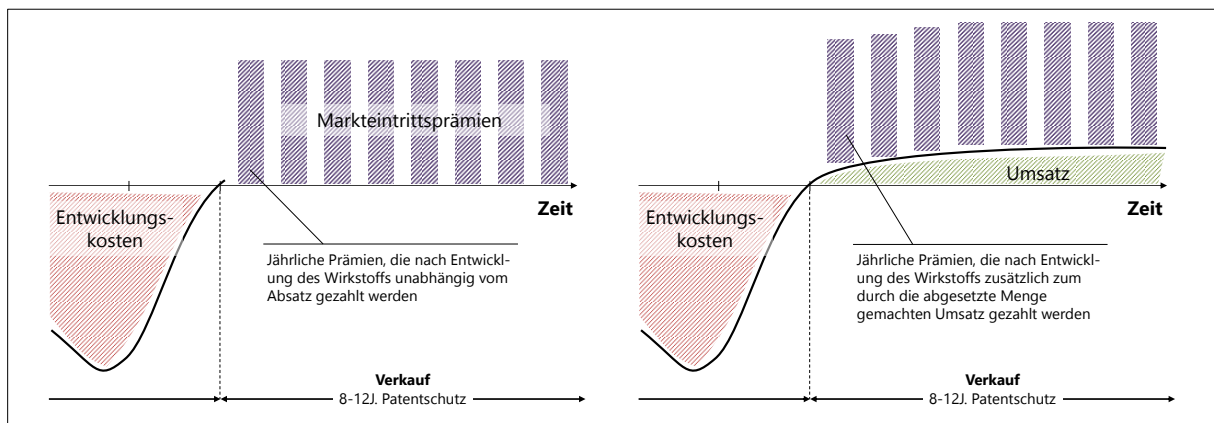 Markteintrittsprämien
Entwicklungs-
kosten
Zeit
Jährliche Prämien, die nach Entwickl-
ung des Wirkstoffs unabhängig vom
Absatz gezahlt werden
Verkauf
8-12J. Patentschutz
Umsatz
Entwicklungs-
kosten
Zeit
Jährliche Prämien, die nach Entwickl-
ung des Wirkstoffs zusätzlich zum
durch die abgesetzte Menge
gemachten Umsatz gezahlt werden
Verkauf
8-12J. Patentschutz